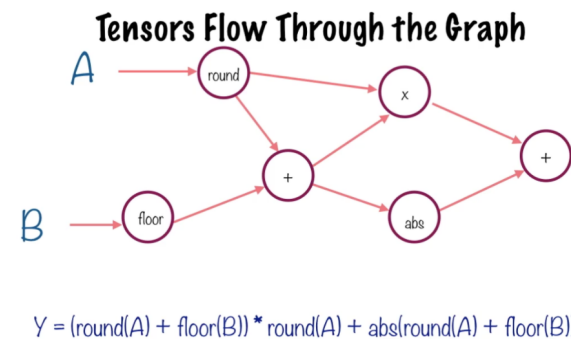 Tensors Flow Through the Graph
A
round
x
+
+
B
floor
abs
Y = (round(A) + floor(B)) * round(A) + abs(round(A) + floor(B)